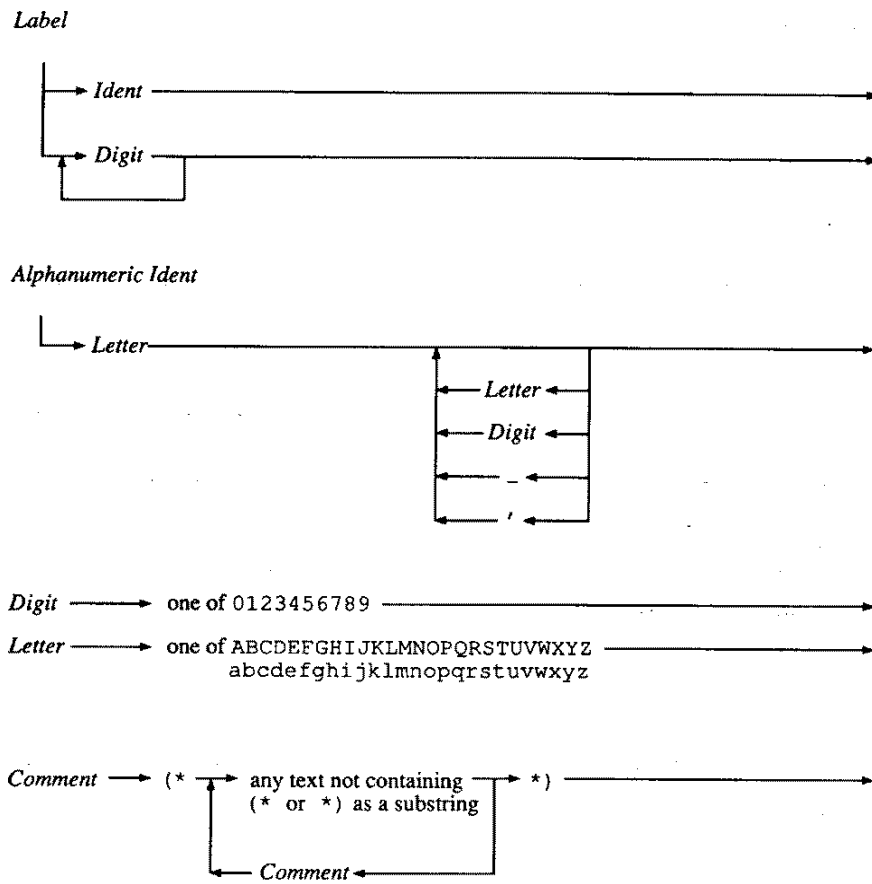 Label
Ident
Digit
Alphanumeric Ident
Letter
Letter
Digit
_
'
Digit one of 0123456789
Letter one of ABCDEFGHIJKLMNOPQRSTUVWXYZ
abcdefghijklmnopqrstuvwxyz
Comment (* any text not containing *)
(* or *) as a substring
Comment